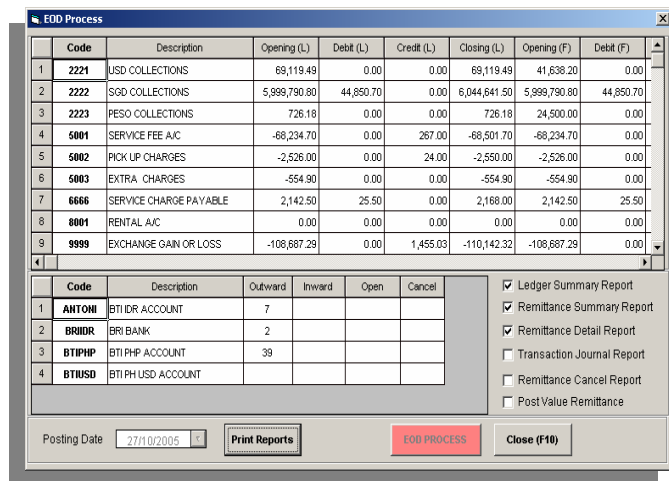 EOD Process
Code Description Opening (L) Debit (L) Credit (L) Closing (L) Opening (F) Debit (F)
1 2221 USD COLLECTIONS 69,119.49 0.00 0.00 69,119.49 41,638.20 0.00
2 2222 SGD COLLECTIONS 5,999,790.80 44,850.70 0.00 6,044,641.50 5,999,790.80 44,850.70
3 2223 PESO COLLECTIONS 726.18 0.00 0.00 726.18 24,500.00 0.00
4 5001 SERVICE FEE A/C -68,234.70 0.00 267.00 -68,501.70 -68,234.70 0.00
5 5002 PICK UP CHARGES -2,526.00 0.00 24.00 -2,550.00 -2,526.00 0.00
6 5003 EXTRA CHARGES -554.90 0.00 0.00 -554.90 -554.90 0.00
7 6666 SERVICE CHARGE PAYABLE 2,142.50 25.50 0.00 2,168.00 2,142.50 25.50
8 8001 RENTAL A/C 0.00 0.00 0.00 0.00 0.00 0.00
9 9999 EXCHANGE GAIN OR LOSS -108,687.29 0.00 1,455.03 -110,142.32 -108,687.29 0.00
Code Description Outward Inward Open Cancel
1 ANTONI BTI IDR ACCOUNT 7
2 BRIIDR BRI BANK 2
3 BTIPHP BTI PHP ACCOUNT 39
4 BTIUSD BTI PH USD ACCOUNT
Ledger Summary Report
Remittance Summary Report
Remittance Detail Report
Transaction Journal Report
Remittance Cancel Report
Post Value Remittance
Posting Date 27/10/2005 Print Reports EOD PROCESS Close (F10)